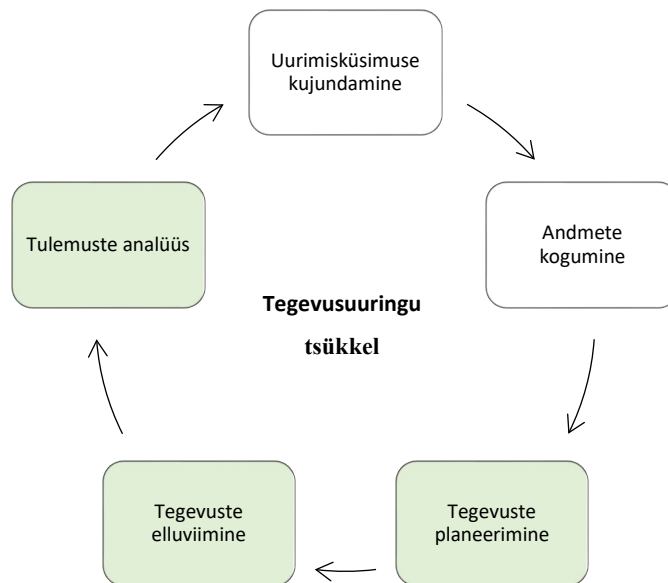 Uurimisküsimuse
kujundamine
Andmete
kogumine
Tegevuste
planeerimine
Tegevuste
elluviimine
Tulemuste analüüs
Tegevusuuringu
tsükkel